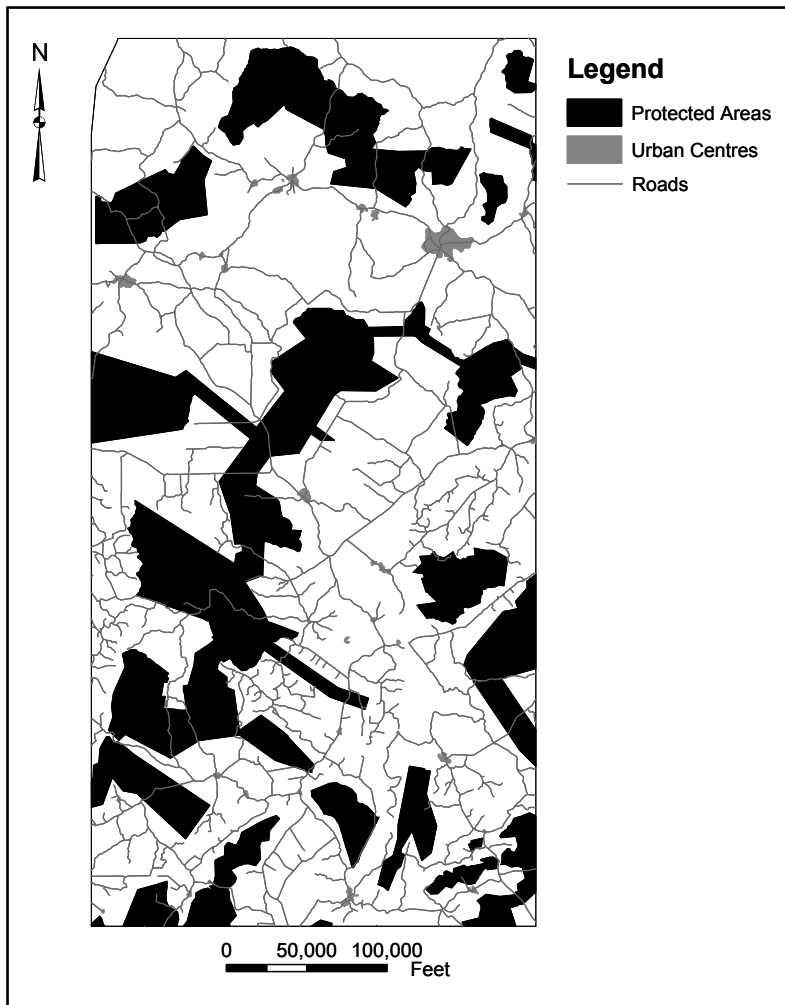 N
Legend
Protected Areas
Urban Centres
Roads
0 50,000 100,000
Feet